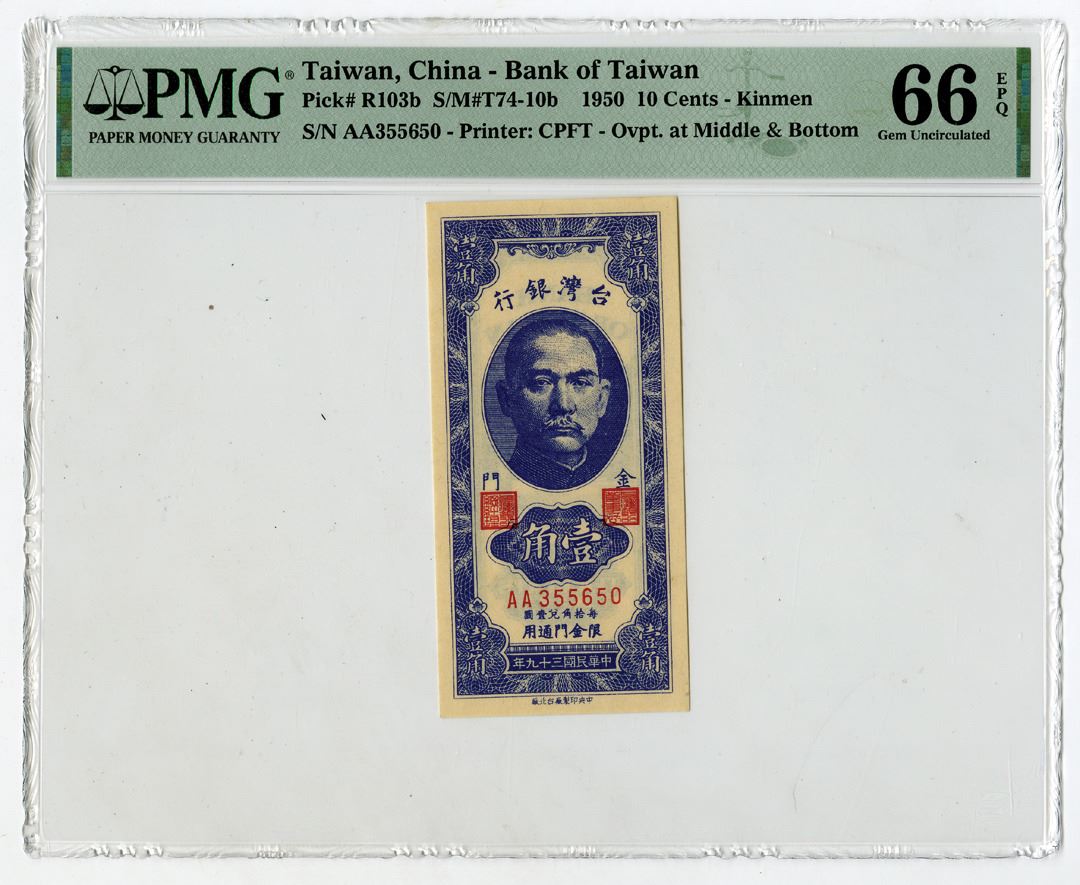 PMG®
PAPER MONEY GUARANTY
Taiwan, China - Bank of Taiwan
Pick# R103b S/M#T74-10b 1950 10 Cents - Kinmen
S/N AA355650 - Printer: CPFT - Ovpt. at Middle & Bottom
66 EPQ
Gem Uncirculated
壹角 壹角
行銀灣台
門 金
角壹
AA355650
圓壹兌角拾每
用通門金限
壹角 壹角
年九十三國民華中
廠北台廠製印央中